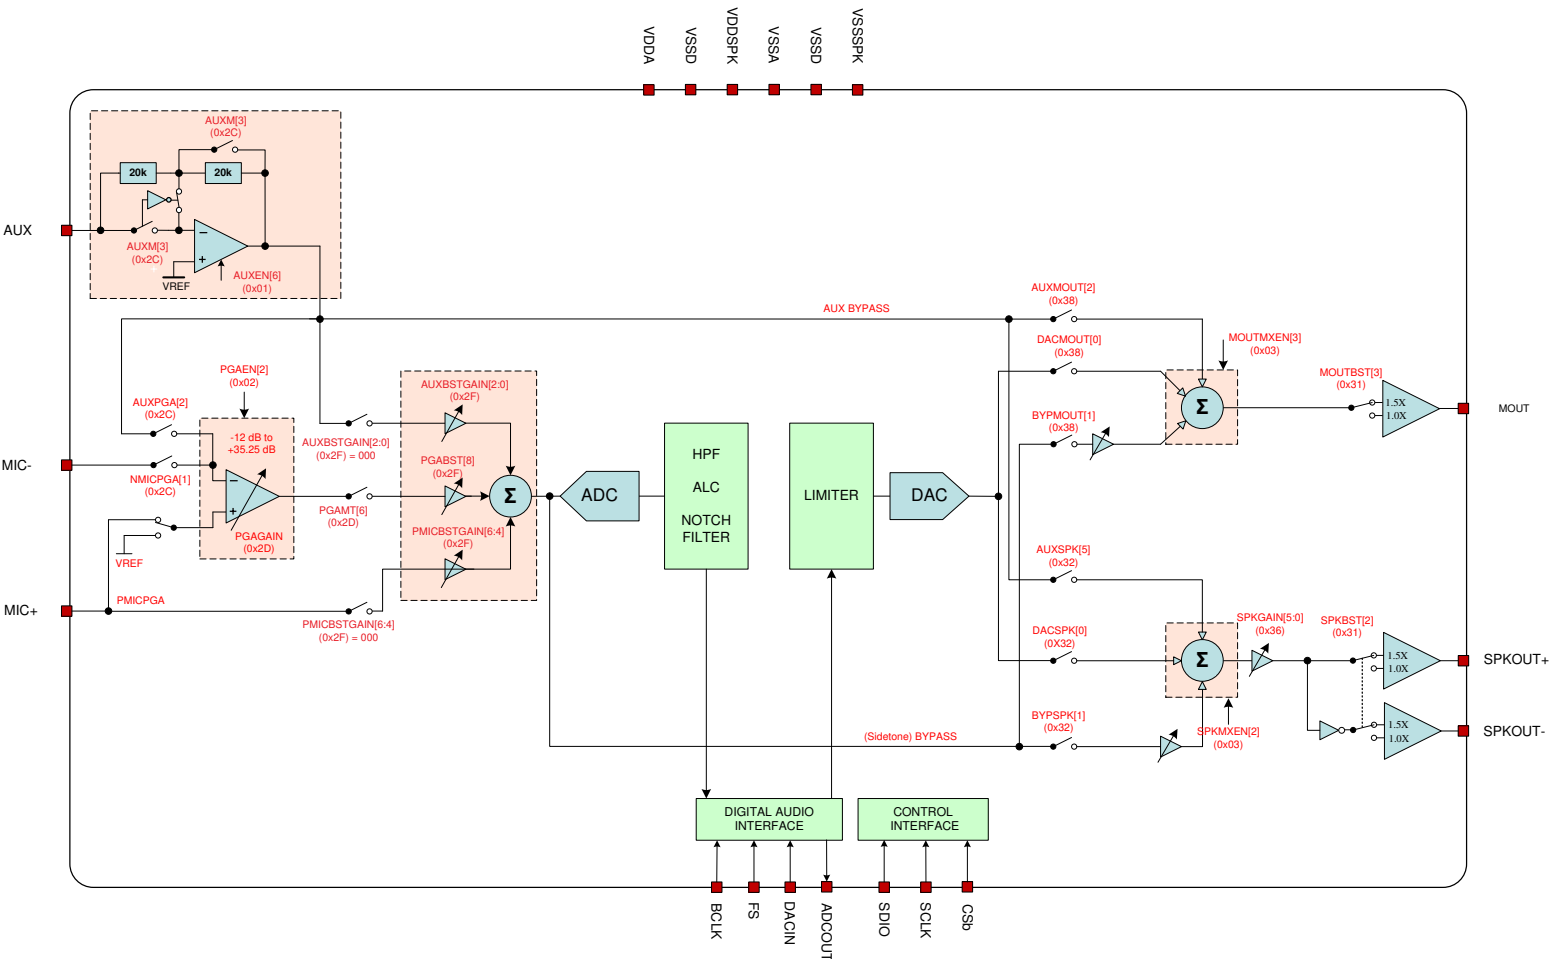 VDDA
VSSD
VDDSPK
VSSA
VSSD
VSSSPK
AUXM[3]
(0x2C)
20k
20k
AUX
AUXM[3]
(0x2C)
−
+
VREF
AUXEN[6]
(0x01)
AUX BYPASS
AUXMOUT[2]
(0x38)
DACMOUT[0]
(0x38)
MOUTMXEN[3]
(0x03)
PGAEN[2]
(0x02)
AUXBSTGAIN[2:0]
(0x2F)
MOUTBST[3]
(0x31)
AUXPGA[2]
(0x2C)
-12 dB to
+35.25 dB
AUXBSTGAIN[2:0]
(0x2F) = 000
BYPMOUT[1]
(0x38)
Σ
1.5X
1.0X
MOUT
MIC-
NMICPGA[1]
(0x2C)
−
+
PGABST[8]
(0x2F)
PGAMT[6]
(0x2D)
Σ
ADC
HPF
ALC
NOTCH
FILTER
LIMITER
DAC
PGAGAIN
(0x2D)
VREF
PMICBSTGAIN[6:4]
(0x2F)
MIC+
PMICPGA
PMICBSTGAIN[6:4]
(0x2F) = 000
AUXSPK[5]
(0x32)
DACSPK[0]
(0X32)
Σ
SPKGAIN[5:0]
(0x36)
SPKBST[2]
(0x31)
1.5X
1.0X
SPKOUT+
BYPSPK[1]
(0x32)
(Sidetone) BYPASS
SPKMXEN[2]
(0x03)
1.5X
1.0X
SPKOUT-
DIGITAL AUDIO
INTERFACE
CONTROL
INTERFACE
BCLK
FS
DACIN
ADCOUT
SDIO
SCLK
CSb